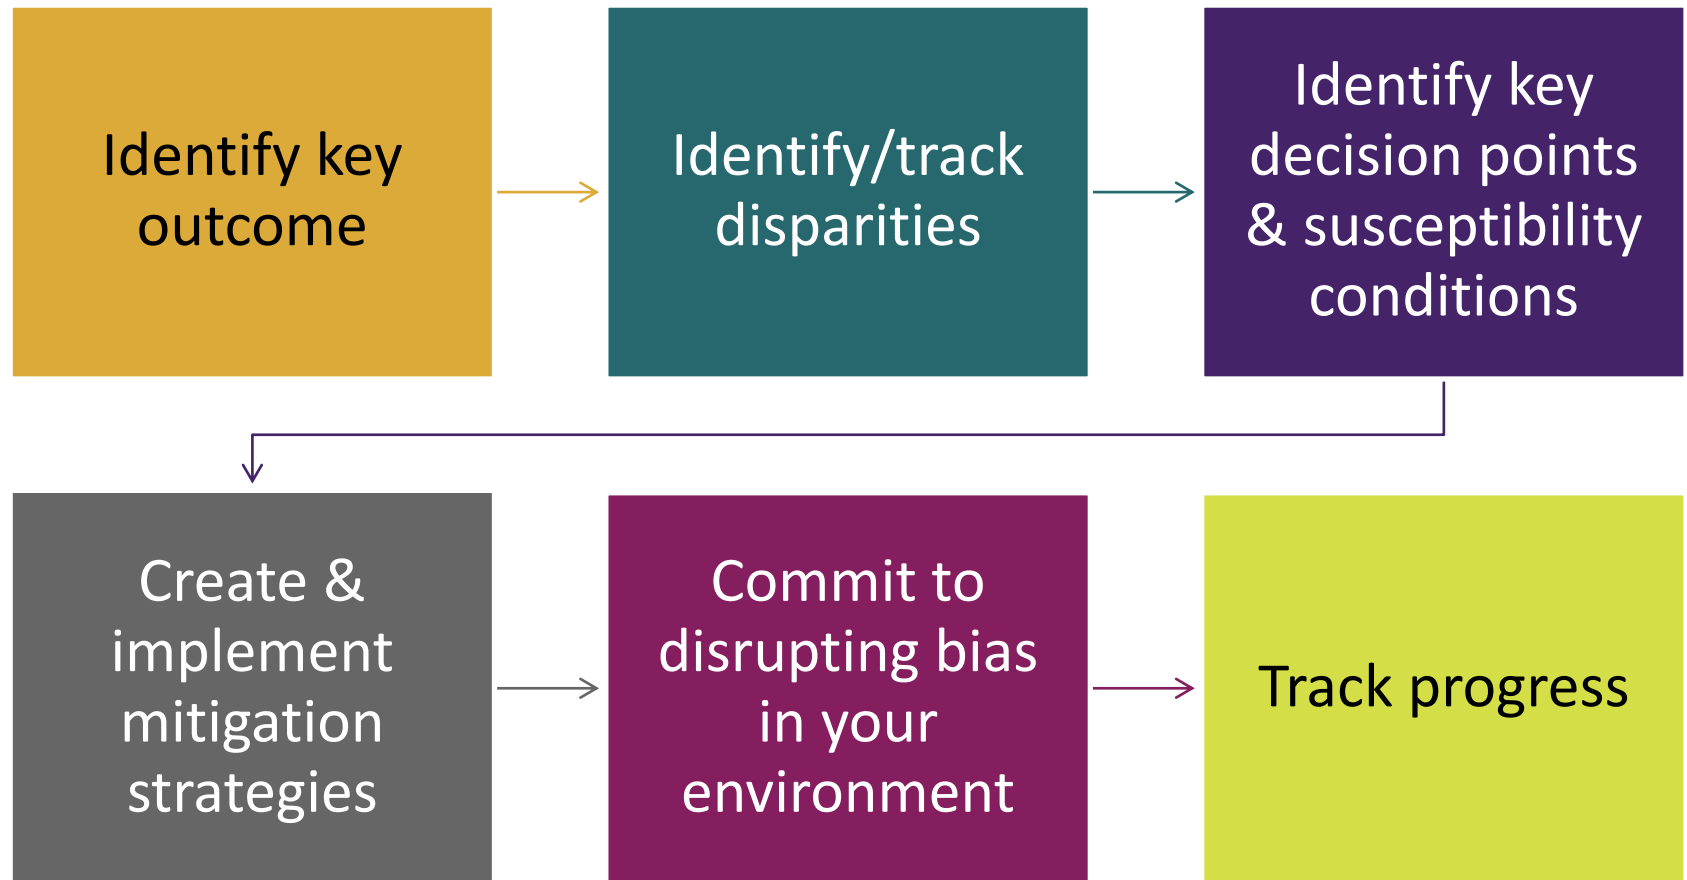 Identify key
outcome
Identify/track
disparities
Identify key
decision points
& susceptibility
conditions
Create &
implement
mitigation
strategies
Commit to
disrupting bias
in your
environment
Track progress